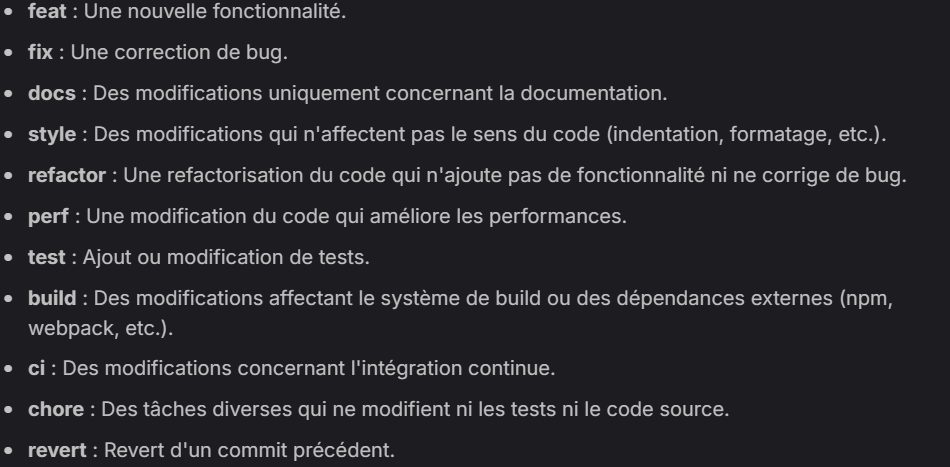 • feat : Une nouvelle fonctionnalité.
• fix : Une correction de bug.
• docs : Des modifications uniquement concernant la documentation.
• style : Des modifications qui n'affectent pas le sens du code (indentation, formatage, etc.).
• refactor : Une refactorisation du code qui n'ajoute pas de fonctionnalité ni ne corrige de bug.
• perf : Une modification du code qui améliore les performances.
• test : Ajout ou modification de tests.
• build : Des modifications affectant le système de build ou des dépendances externes (npm,
webpack, etc.).
• ci : Des modifications concernant l'intégration continue.
• chore : Des tâches diverses qui ne modifient ni les tests ni le code source.
• revert : Revert d'un commit précédent.